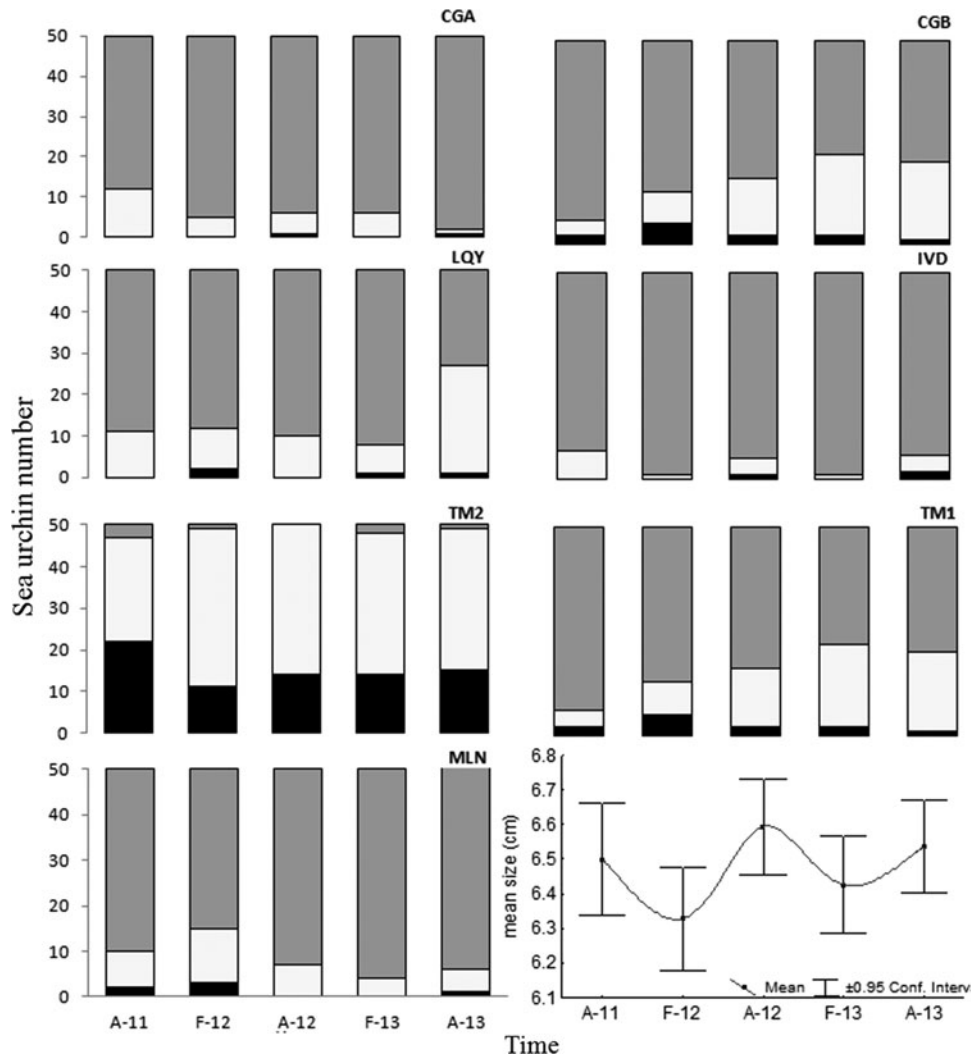 CGA
CGB
50
40
30
20
10
0
LQY
IVD
50
40
30
20
10
0
TM2
TM1
50
40
30
20
10
0
MLN
50
40
30
20
10
0
A-11 F-12 A-12 F-13 A-13
Sea urchin number
6.8
6.7
6.6
6.5
6.4
6.3
6.2
6.1
mean size (cm)
Mean ±0.95 Conf. Interv
A-11 F-12 A-12 F-13 A-13
Time